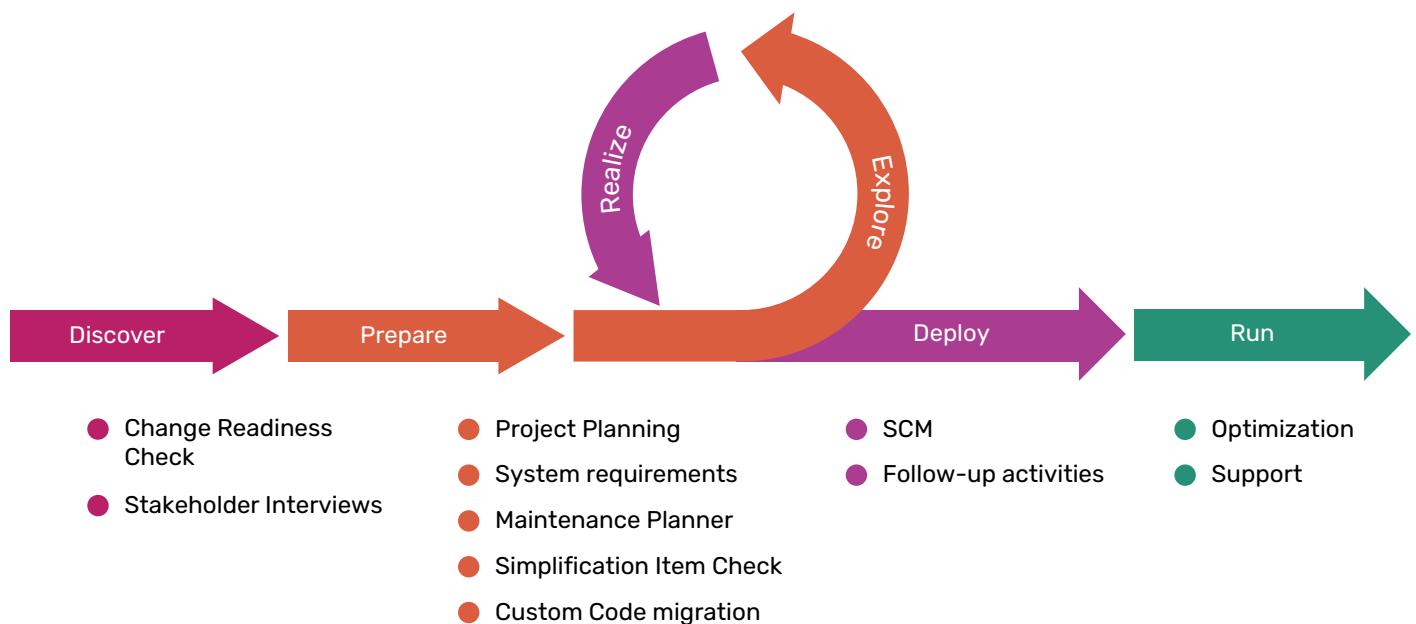 Realize
Explore
Discover
Prepare
Deploy
Run
Change Readiness
Check
Stakeholder Interviews
Project Planning
System requirements
Maintenance Planner
Simplification Item Check
Custom Code migration
SCM
Follow-up activities
Optimization
Support